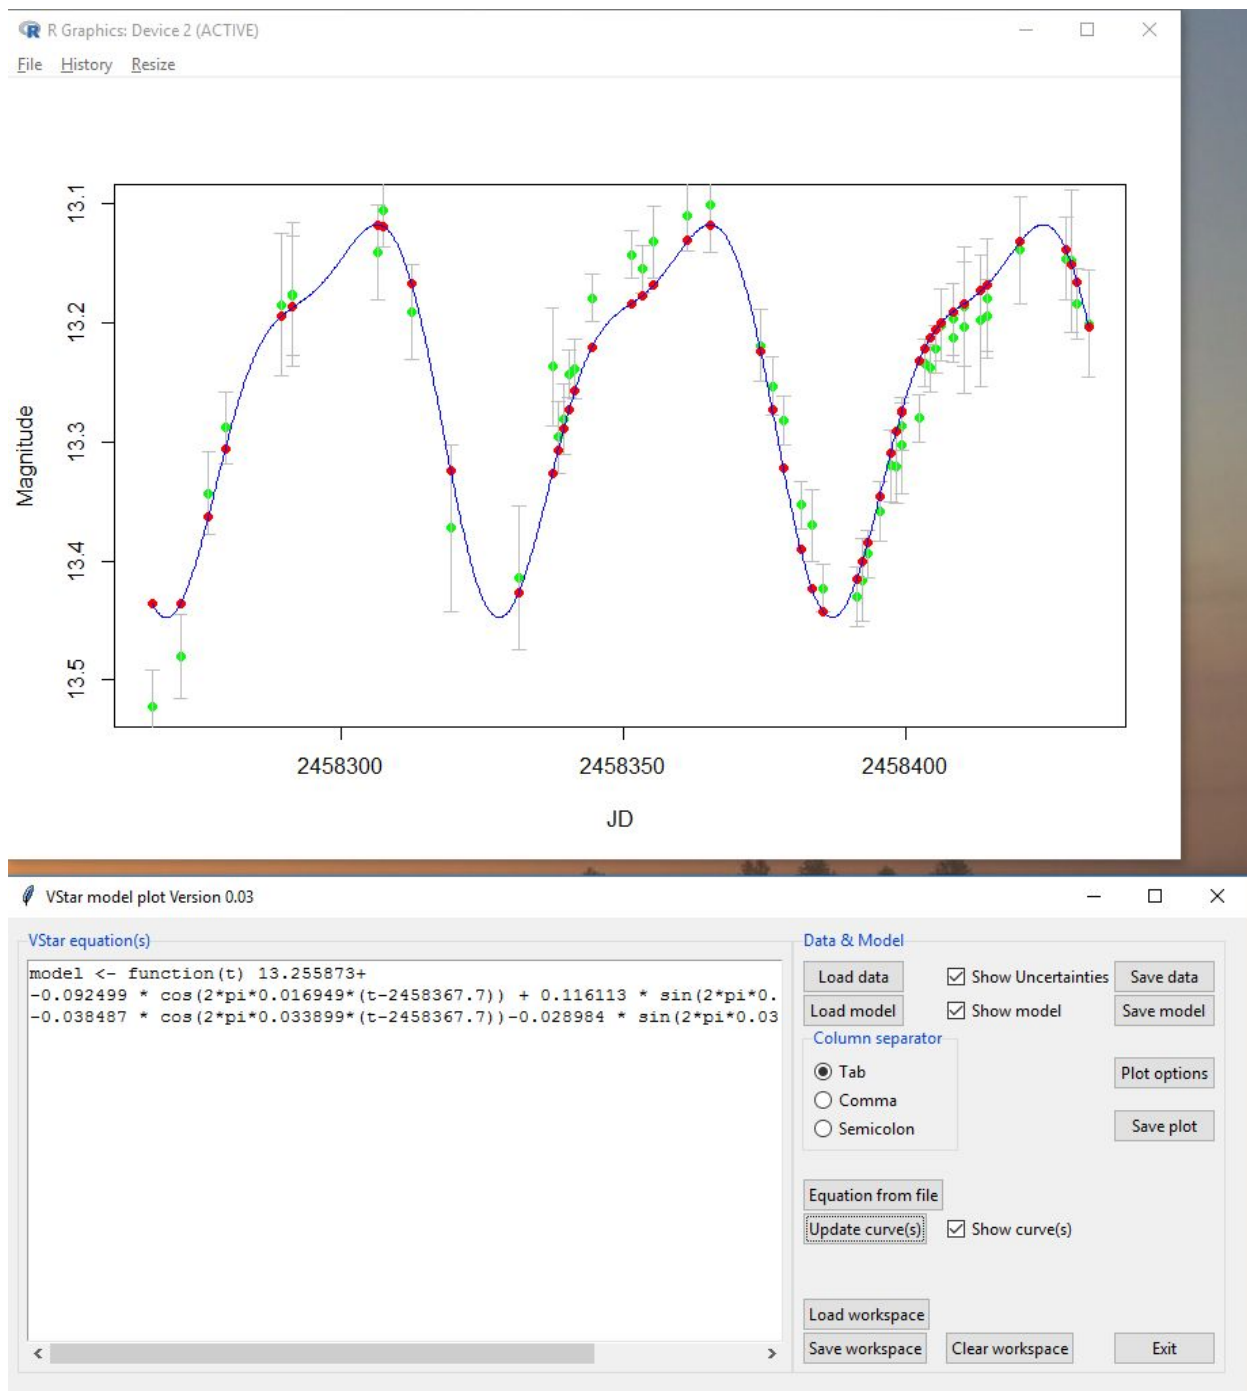 R Graphics: Device 2 (ACTIVE)
File History Resize
13.1
13.2
13.3
13.4
13.5
Magnitude
2458300 2458350 2458400
JD
VStar model plot Version 0.03
VStar equation(s)
model <- function(t) 13.255873+
-0.092499 * cos(2*pi*0.016949*(t-2458367.7)) + 0.116113 * sin(2*pi*0.
-0.038487 * cos(2*pi*0.033899*(t-2458367.7))-0.028984 * sin(2*pi*0.03
Data & Model
Load data Show Uncertainties Save data
Load model Show model Save model
Column separator
Tab
Plot options
Comma
Semicolon
Save plot
Equation from file
Update curve(s) Show curve(s)
Load workspace
Save workspace Clear workspace Exit